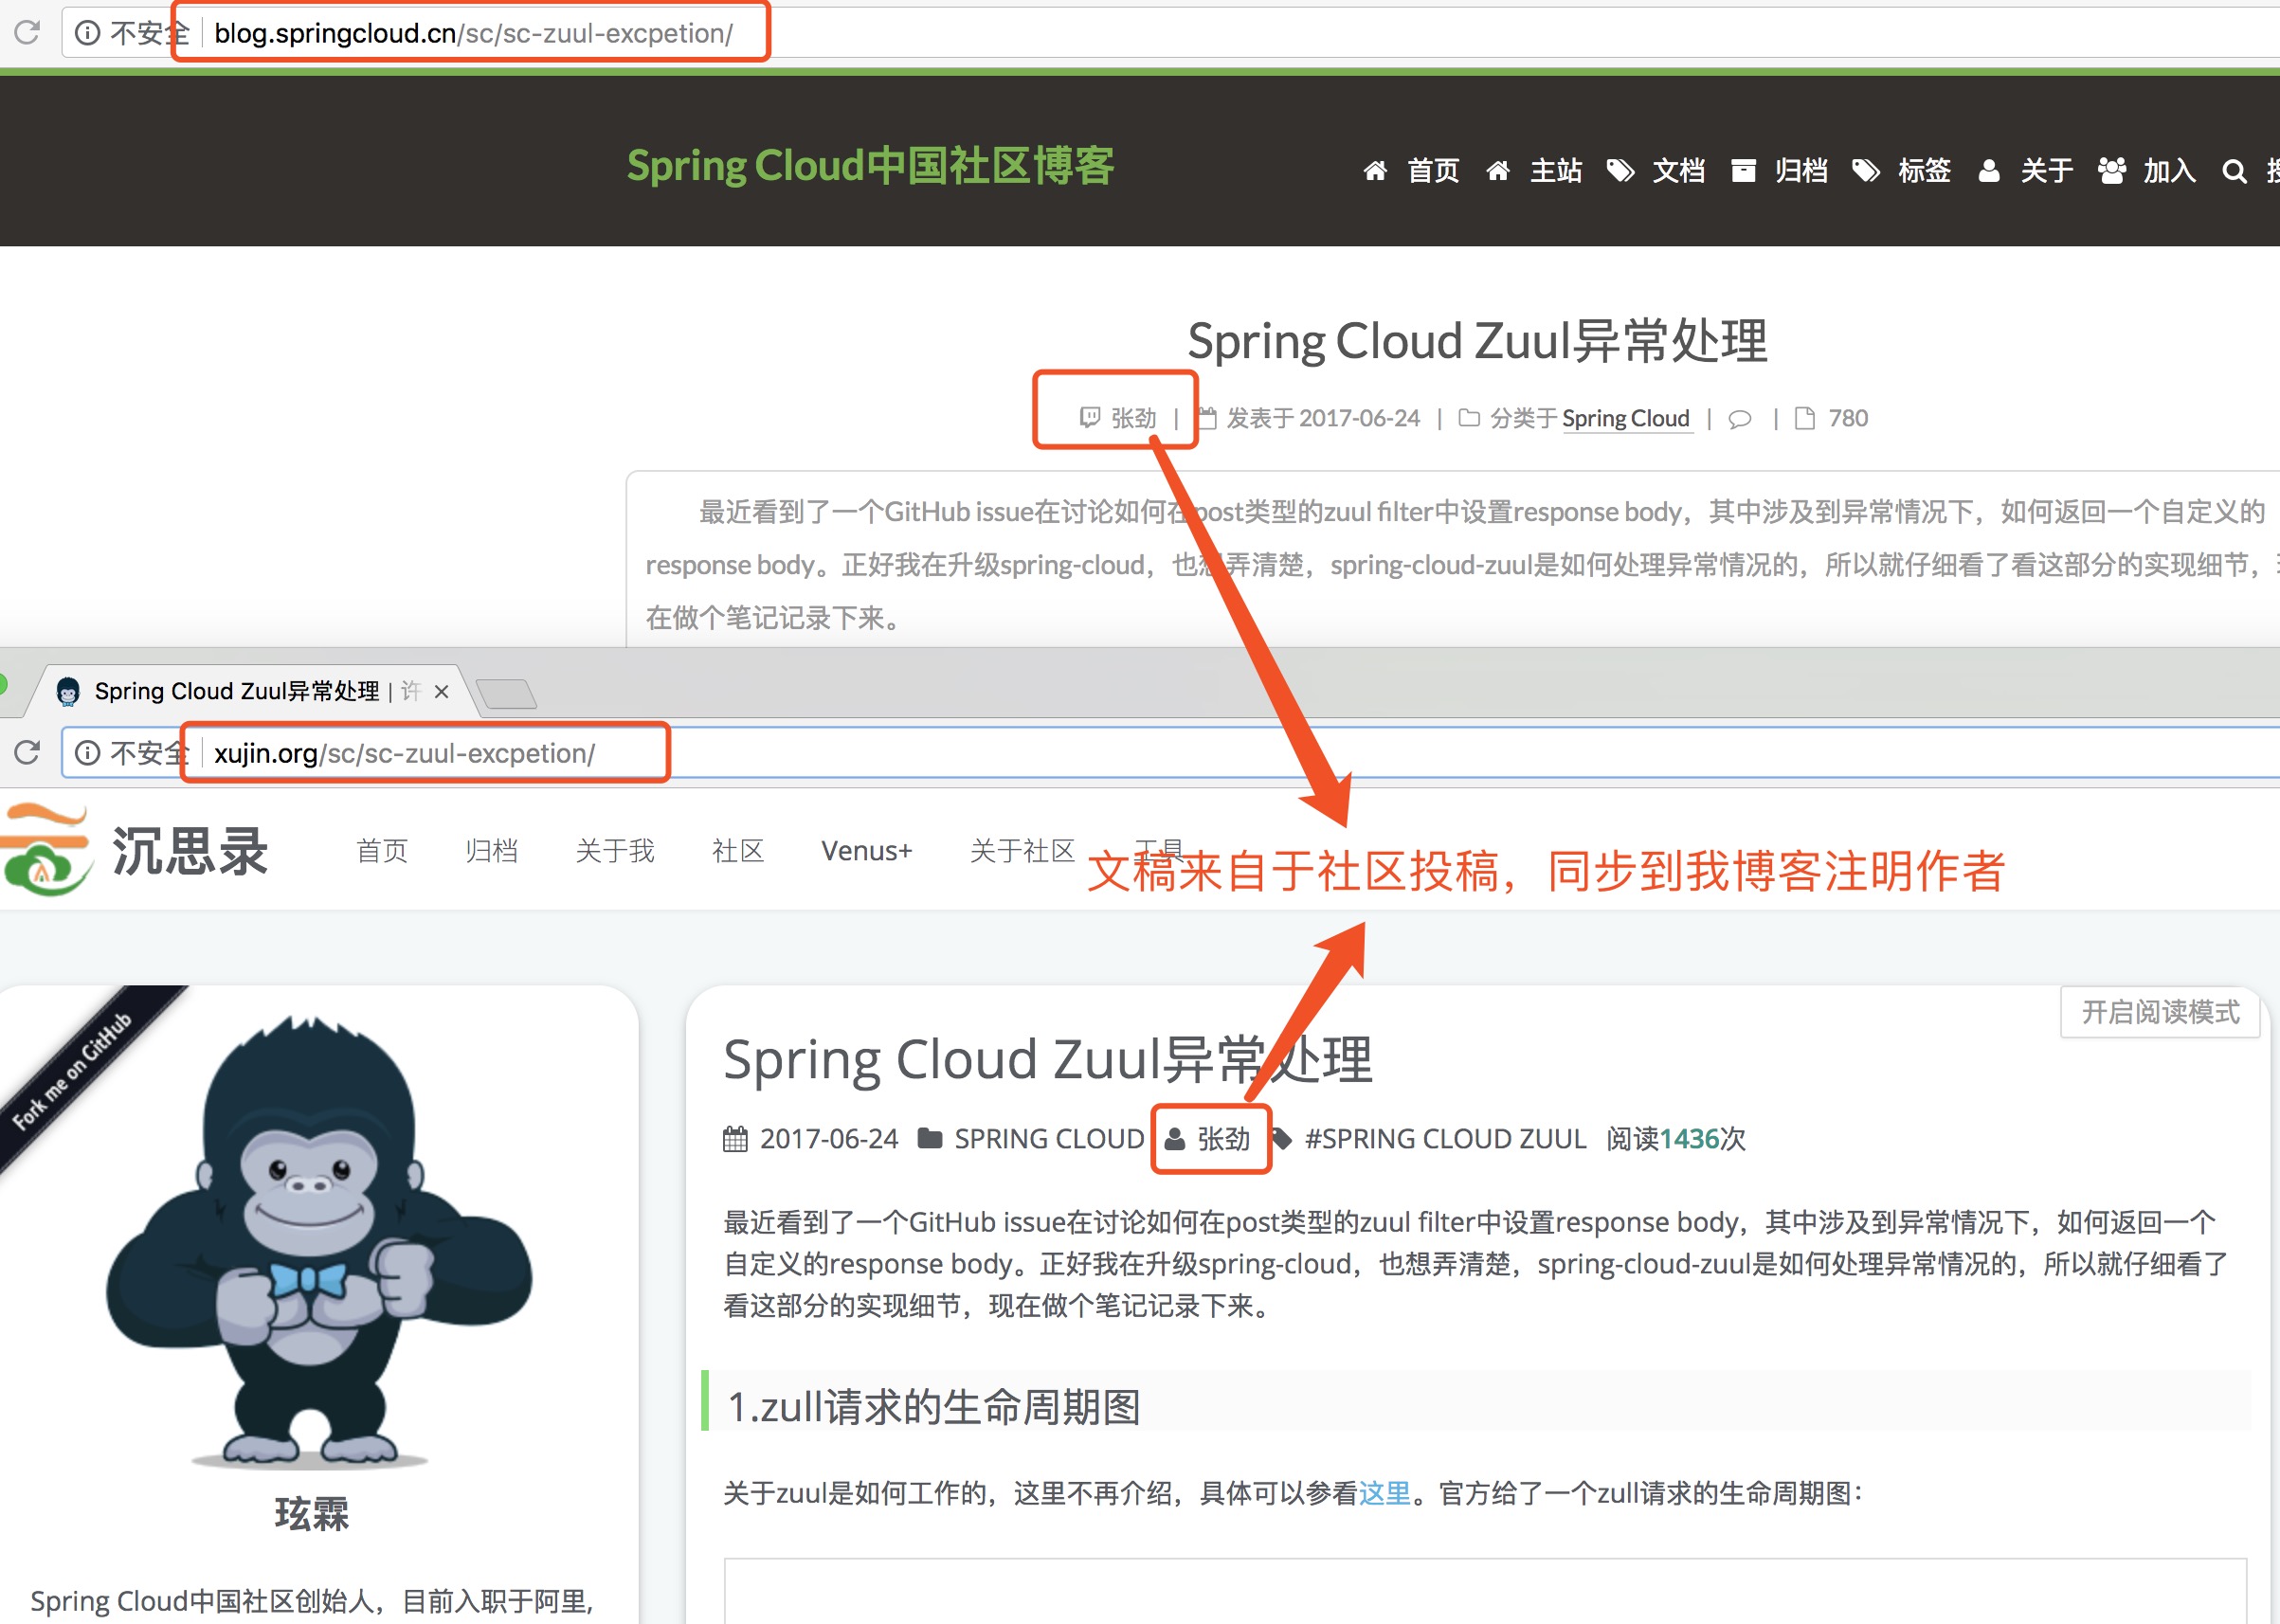 不安全 | blog.springcloud.cn/sc/sc-zuul-excpetion/
Spring Cloud中国社区博客
首页 主站 文档 归档 标签 关于 加入
Spring Cloud Zuul异常处理
张劲 | 发表于 2017-06-24 | 分类于 Spring Cloud | | 780
最近看到了一个GitHub issue在讨论如何在post类型的zuul filter中设置response body，其中涉及到异常情况下，如何返回一个自定义的
response body。正好我在升级spring-cloud，也想弄清楚，spring-cloud-zuul是如何处理异常情况的，所以就仔细看了看这部分的实现细节，
在做个笔记记录下来。
Spring Cloud Zuul异常处理 | 许
不安全 | xujin.org/sc/sc-zuul-excpetion/
沉思录
首页 归档 关于我 社区 Venus+ 关于社区 工具
文稿来自于社区投稿，同步到我博客注明作者
Fork me on GitHub
开启阅读模式
Spring Cloud Zuul异常处理
2017-06-24 SPRING CLOUD 张劲 #SPRING CLOUD ZUUL 阅读1436次
最近看到了一个GitHub issue在讨论如何在post类型的zuul filter中设置response body，其中涉及到异常情况下，如何返回一个
自定义的response body。正好我在升级spring-cloud，也想弄清楚，spring-cloud-zuul是如何处理异常情况的，所以就仔细看了
看这部分的实现细节，现在做个笔记记录下来。
1.zull请求的生命周期图
关于zuul是如何工作的，这里不再介绍，具体可以参看这里。官方给了一个zull请求的生命周期图：
玹霖
Spring Cloud中国社区创始人，目前入职于阿里，